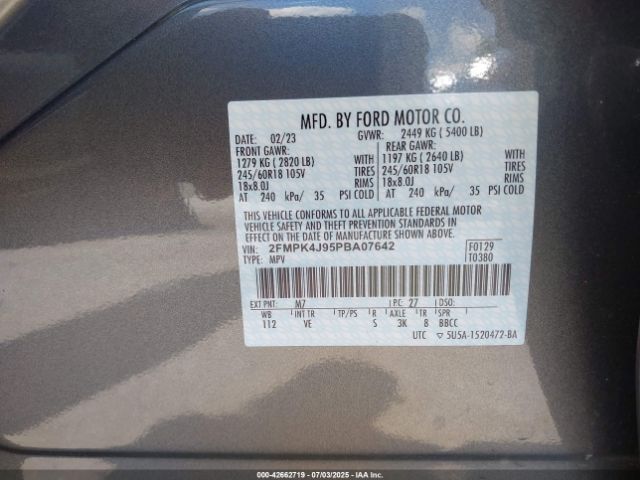 MFD. BY FORD MOTOR CO.
DATE: 02/23 GVWR: 2449 KG ( 5400 LB)
FRONT GAWR: REAR GAWR:
1279 KG ( 2820 LB) WITH 1197 KG ( 2640 LB) WITH
245/60R18 105V TIRES 245/60R18 105V TIRES
18x8.0J RIMS 18x8.0J RIMS
AT 240 kPa/ 35 PSI COLD AT 240 kPa/ 35 PSI COLD
THIS VEHICLE CONFORMS TO ALL APPLICABLE FEDERAL MOTOR
VEHICLE SAFETY AND THEFT PREVENTION STANDARDS IN
EFFECT ON THE DATE OF MANUFACTURE SHOWN ABOVE.
VIN: 2FMPK4J95PBA07642 F0129
TYPE: MPV T0380
EXT PNT: M7 PC: 27 DSO:
WB INT TR TP/PS R AXLE TR SPR
112 VE S 3K 8 BBCC
UTC ▽ 5U5A-1520472-BA
000-42662719 - 07/03/2025 - IAAI Inc.